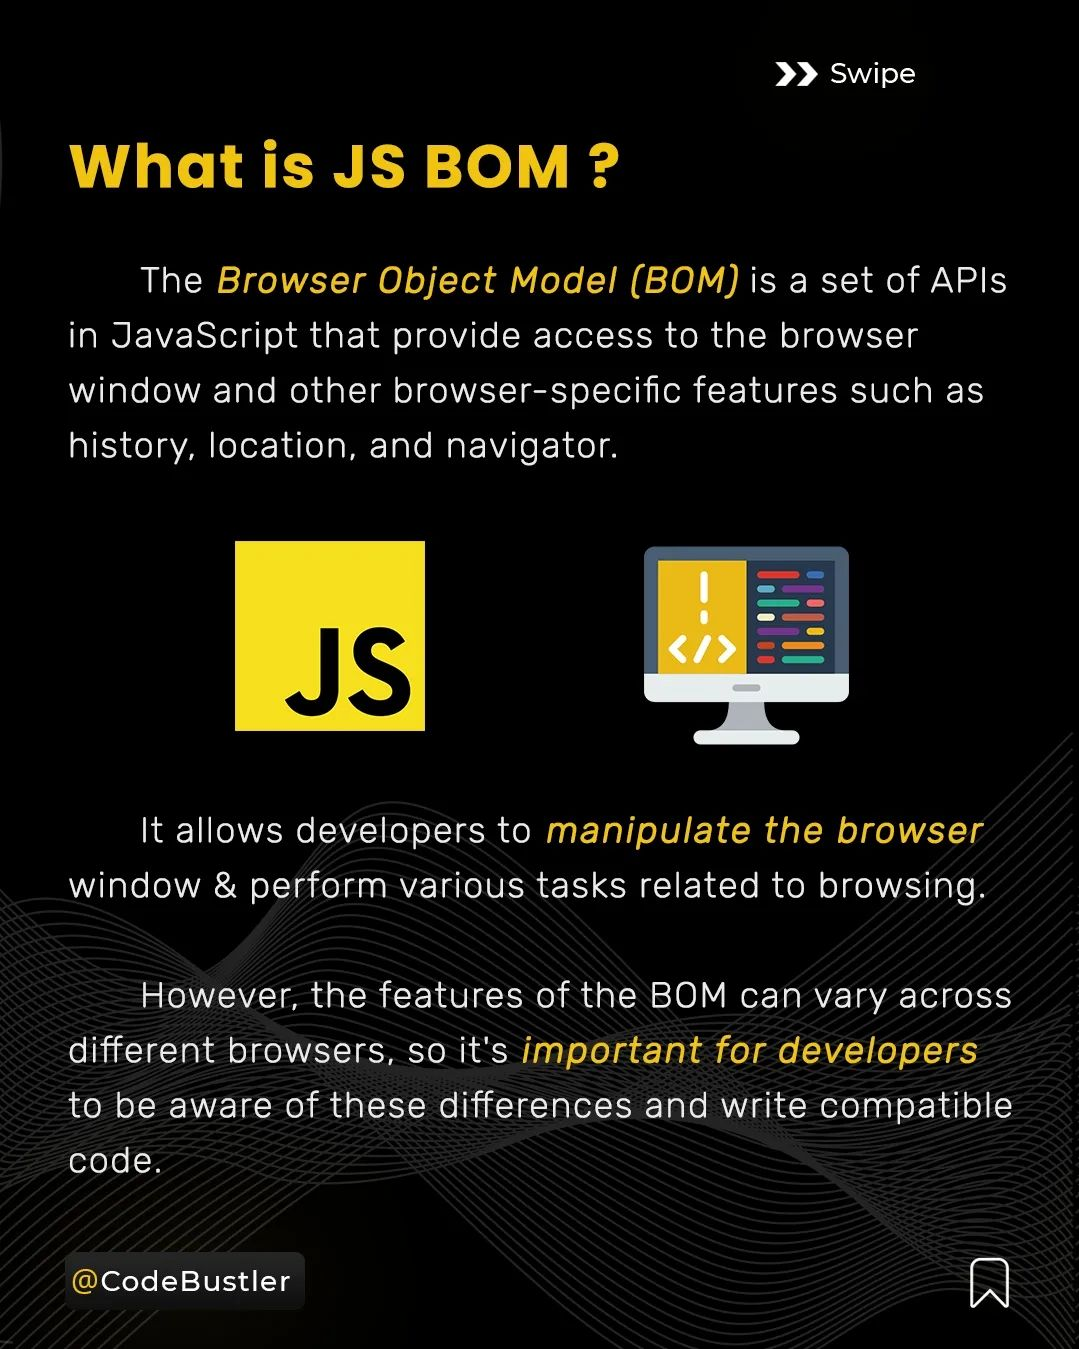 Swipe
What is JS BOM ?
The Browser Object Model (BOM) is a set of APIs
in JavaScript that provide access to the browser
window and other browser-specific features such as
history, location, and navigator.
JS
</>
It allows developers to manipulate the browser
window & perform various tasks related to browsing.
However, the features of the BOM can vary across
different browsers, so it's important for developers
to be aware of these differences and write compatible
code.
@CodeBustler